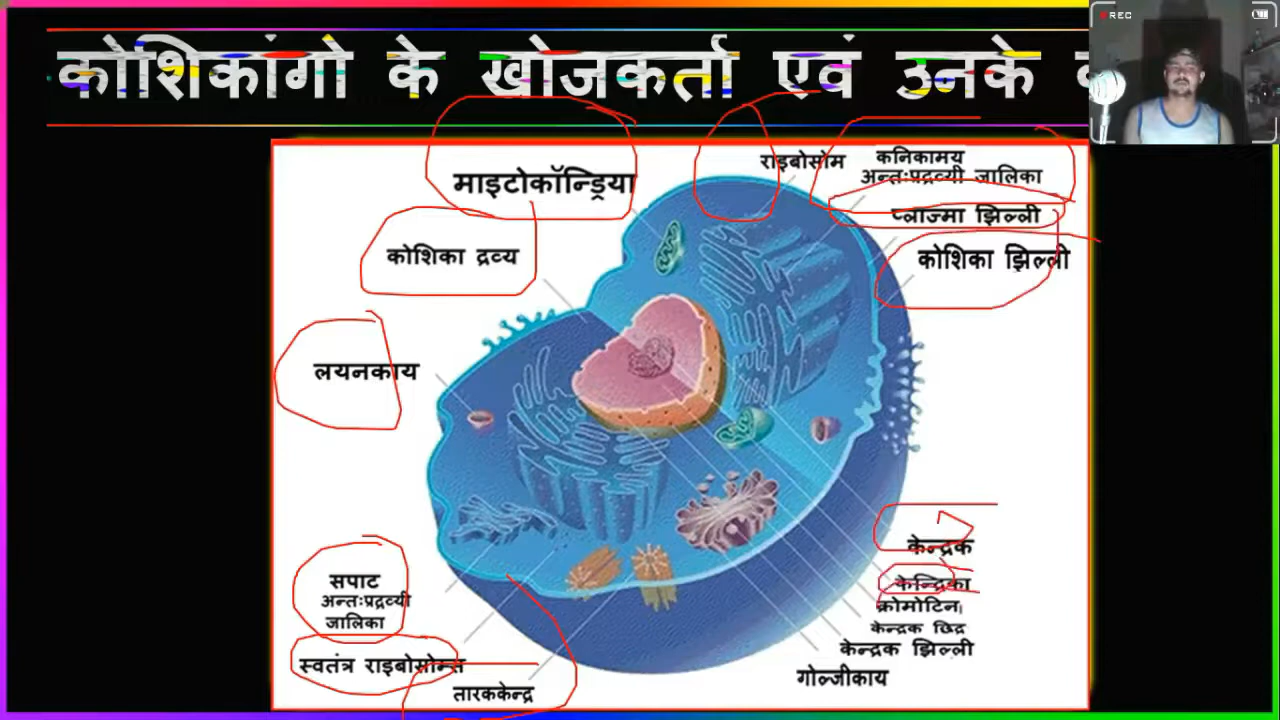 कोशिकांगो के खोजकर्ता एवं उनके
REC
राइबोसोम
कनिकामय
अन्तःप्रद्रव्यी जालिका
माइटोकॉन्ड्रिया
प्लाज्मा झिल्ली
कोशिका द्रव्य
कोशिका झिल्ली
लयनकाय
केन्द्रक
केन्द्रिका
क्रोमोटिन
केन्द्रक छिद्र
केन्द्रक झिल्ली
गोल्जीकाय
सपाट
अन्तःप्रद्रव्यी
जालिका
स्वतंत्र राइबोसोन्स
तारककेन्द्र